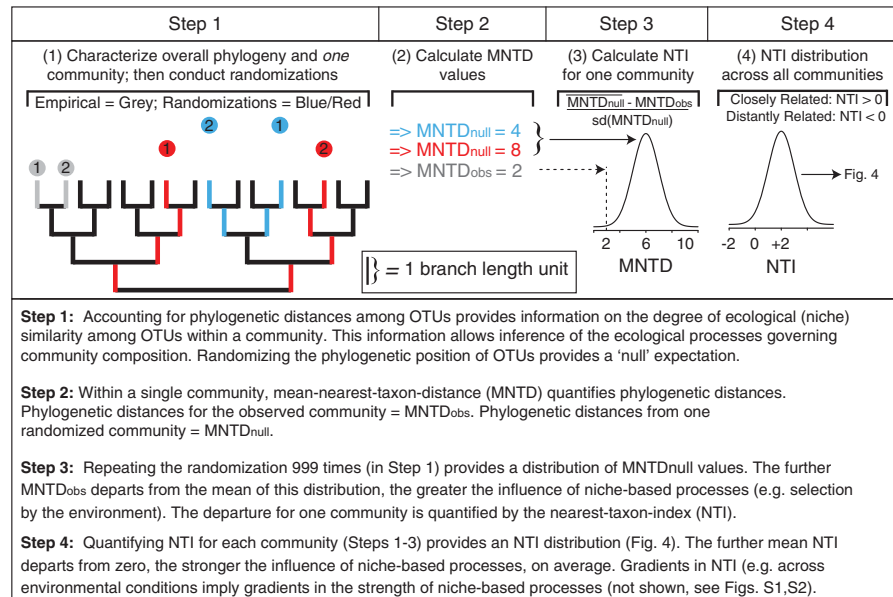 Step 1
Step 2
Step 3
Step 4
(1) Characterize overall phylogeny and one
community; then conduct randomizations
Empirical = Grey; Randomizations = Blue/Red
(2) Calculate MNTD
values
(3) Calculate NTI
for one community
(4) NTI distribution
across all communities
2
1
1
2
1
2
=> MNTDnull = 4
=> MNTDnull = 8
=> MNTDobs = 2
} = 1 branch length unit
MNTDnull - MNTDobs
sd(MNTDnull)
2 6 10
MNTD
Closely Related: NTI > 0
Distantly Related: NTI < 0
Fig. 4
-2 0 +2
NTI
Step 1: Accounting for phylogenetic distances among OTUs provides information on the degree of ecological (niche)
similarity among OTUs within a community. This information allows inference of the ecological processes governing
community composition. Randomizing the phylogenetic position of OTUs provides a ‘null’ expectation.
Step 2: Within a single community, mean-nearest-taxon-distance (MNTD) quantifies phylogenetic distances.
Phylogenetic distances for the observed community = MNTDobs. Phylogenetic distances from one
randomized community = MNTDnull.
Step 3: Repeating the randomization 999 times (in Step 1) provides a distribution of MNTDnull values. The further
MNTDobs departs from the mean of this distribution, the greater the influence of niche-based processes (e.g. selection
by the environment). The departure for one community is quantified by the nearest-taxon-index (NTI).
Step 4: Quantifying NTI for each community (Steps 1-3) provides an NTI distribution (Fig. 4). The further mean NTI
departs from zero, the stronger the influence of niche-based processes, on average. Gradients in NTI (e.g. across
environmental conditions imply gradients in the strength of niche-based processes (not shown, see Figs. S1,S2).